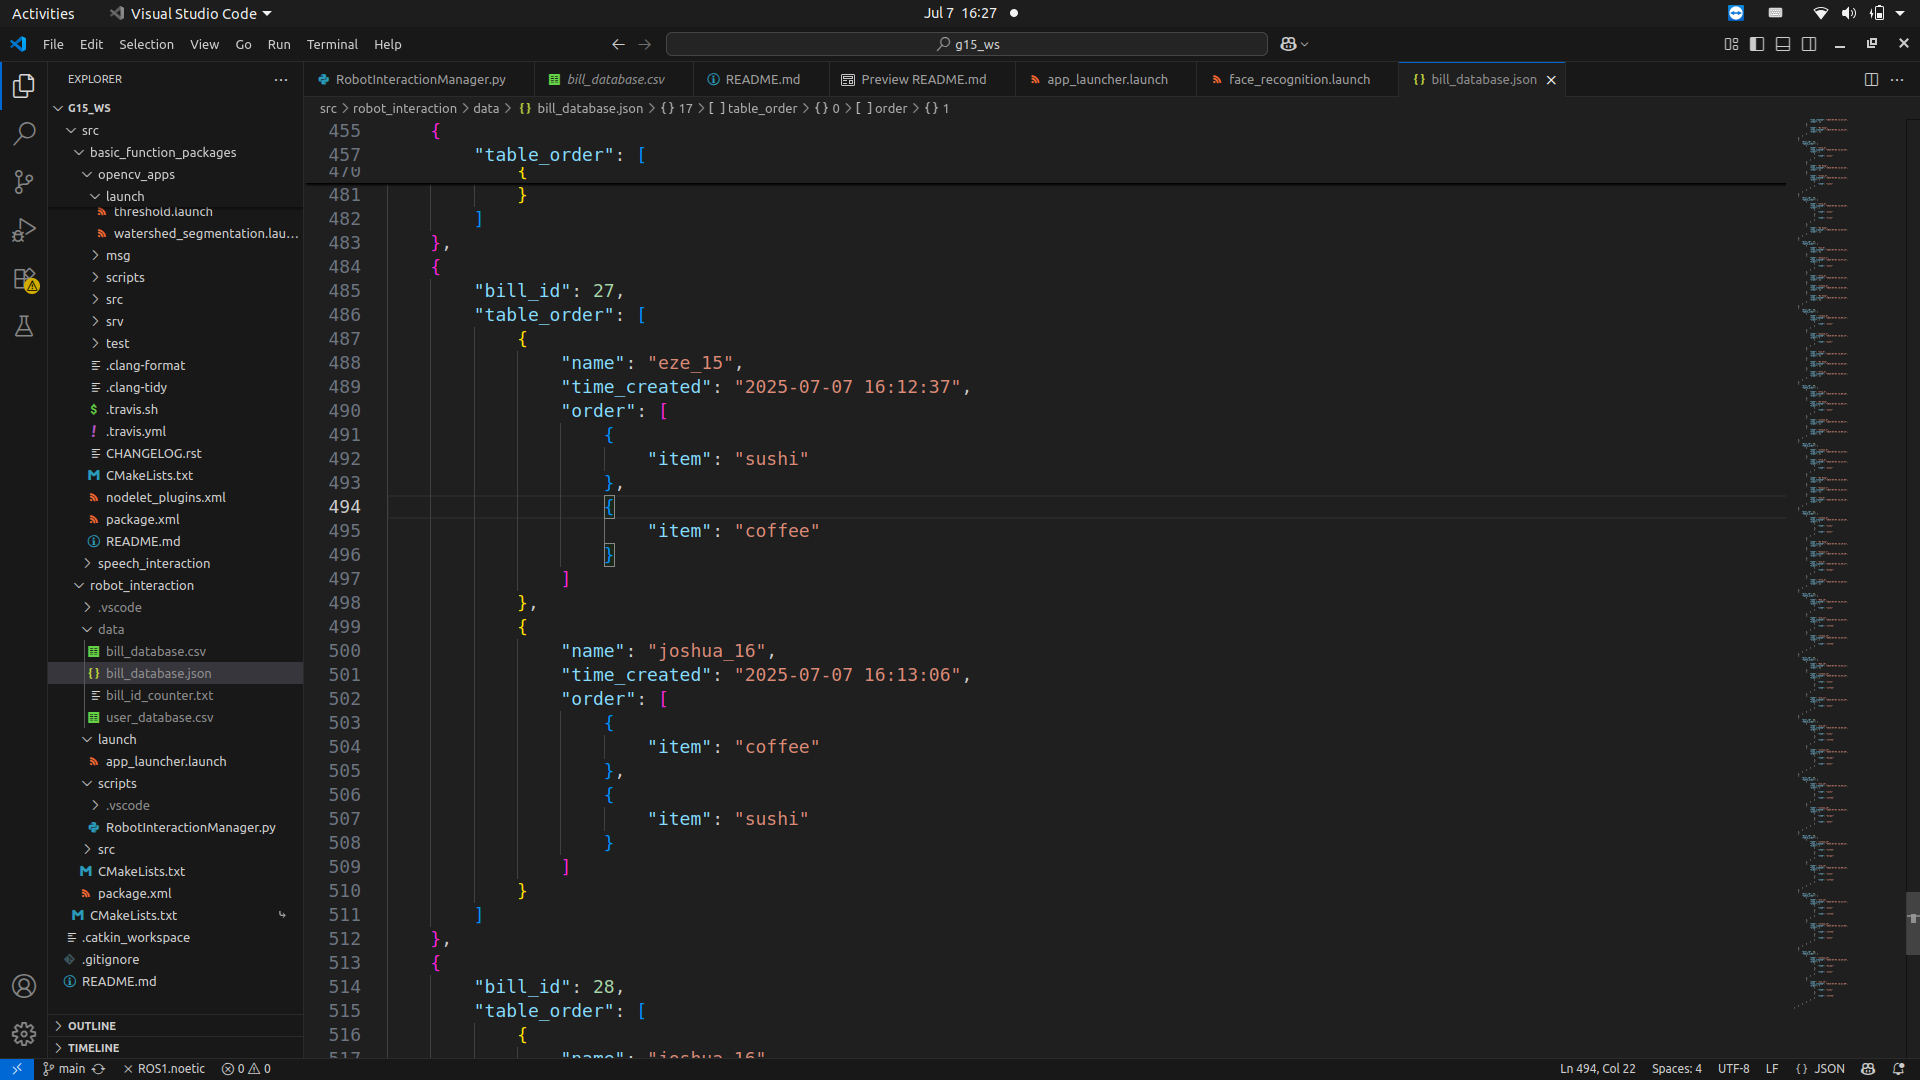 Activities
Visual Studio Code
Jul 7 16:27
File Edit Selection View Go Run Terminal Help
g15_ws
EXPLORER
RobotInteractionManager.py
bill_database.csv
README.md
Preview README.md
app_launcher.launch
face_recognition.launch
{} bill_database.json
G15_WS
src
basic_function_packages
opencv_apps
launch
threshold.launch
watershed_segmentation.lau...
msg
scripts
src
srv
test
.clang-format
.clang-tidy
$ .travis.sh
! .travis.yml
CHANGELOG.rst
M CMakeLists.txt
nodelet_plugins.xml
package.xml
README.md
speech_interaction
robot_interaction
.vscode
data
bill_database.csv
{} bill_database.json
bill_id_counter.txt
user_database.csv
launch
app_launcher.launch
scripts
.vscode
RobotInteractionManager.py
src
M CMakeLists.txt
package.xml
M CMakeLists.txt
.catkin_workspace
.gitignore
README.md
OUTLINE
TIMELINE
src > robot_interaction > data > {} bill_database.json > {} 17 > [ ] table_order > {} 0 > [ ] order > {} 1
455 {
457 "table_order": [
470 {
481 }
482 ]
483 },
484 {
485 "bill_id": 27,
486 "table_order": [
487 {
488 "name": "eze_15",
489 "time_created": "2025-07-07 16:12:37",
490 "order": [
491 {
492 "item": "sushi"
493 },
494 {
495 "item": "coffee"
496 }
497 ]
498 },
499 {
500 "name": "joshua_16",
501 "time_created": "2025-07-07 16:13:06",
502 "order": [
503 {
504 "item": "coffee"
505 },
506 {
507 "item": "sushi"
508 }
509 ]
510 }
511 ]
512 },
513 {
514 "bill_id": 28,
515 "table_order": [
516 {
517 "name": "joshua_16"
main
ROS1.noetic
0 0
Ln 494, Col 22
Spaces: 4
UTF-8
LF
{} JSON